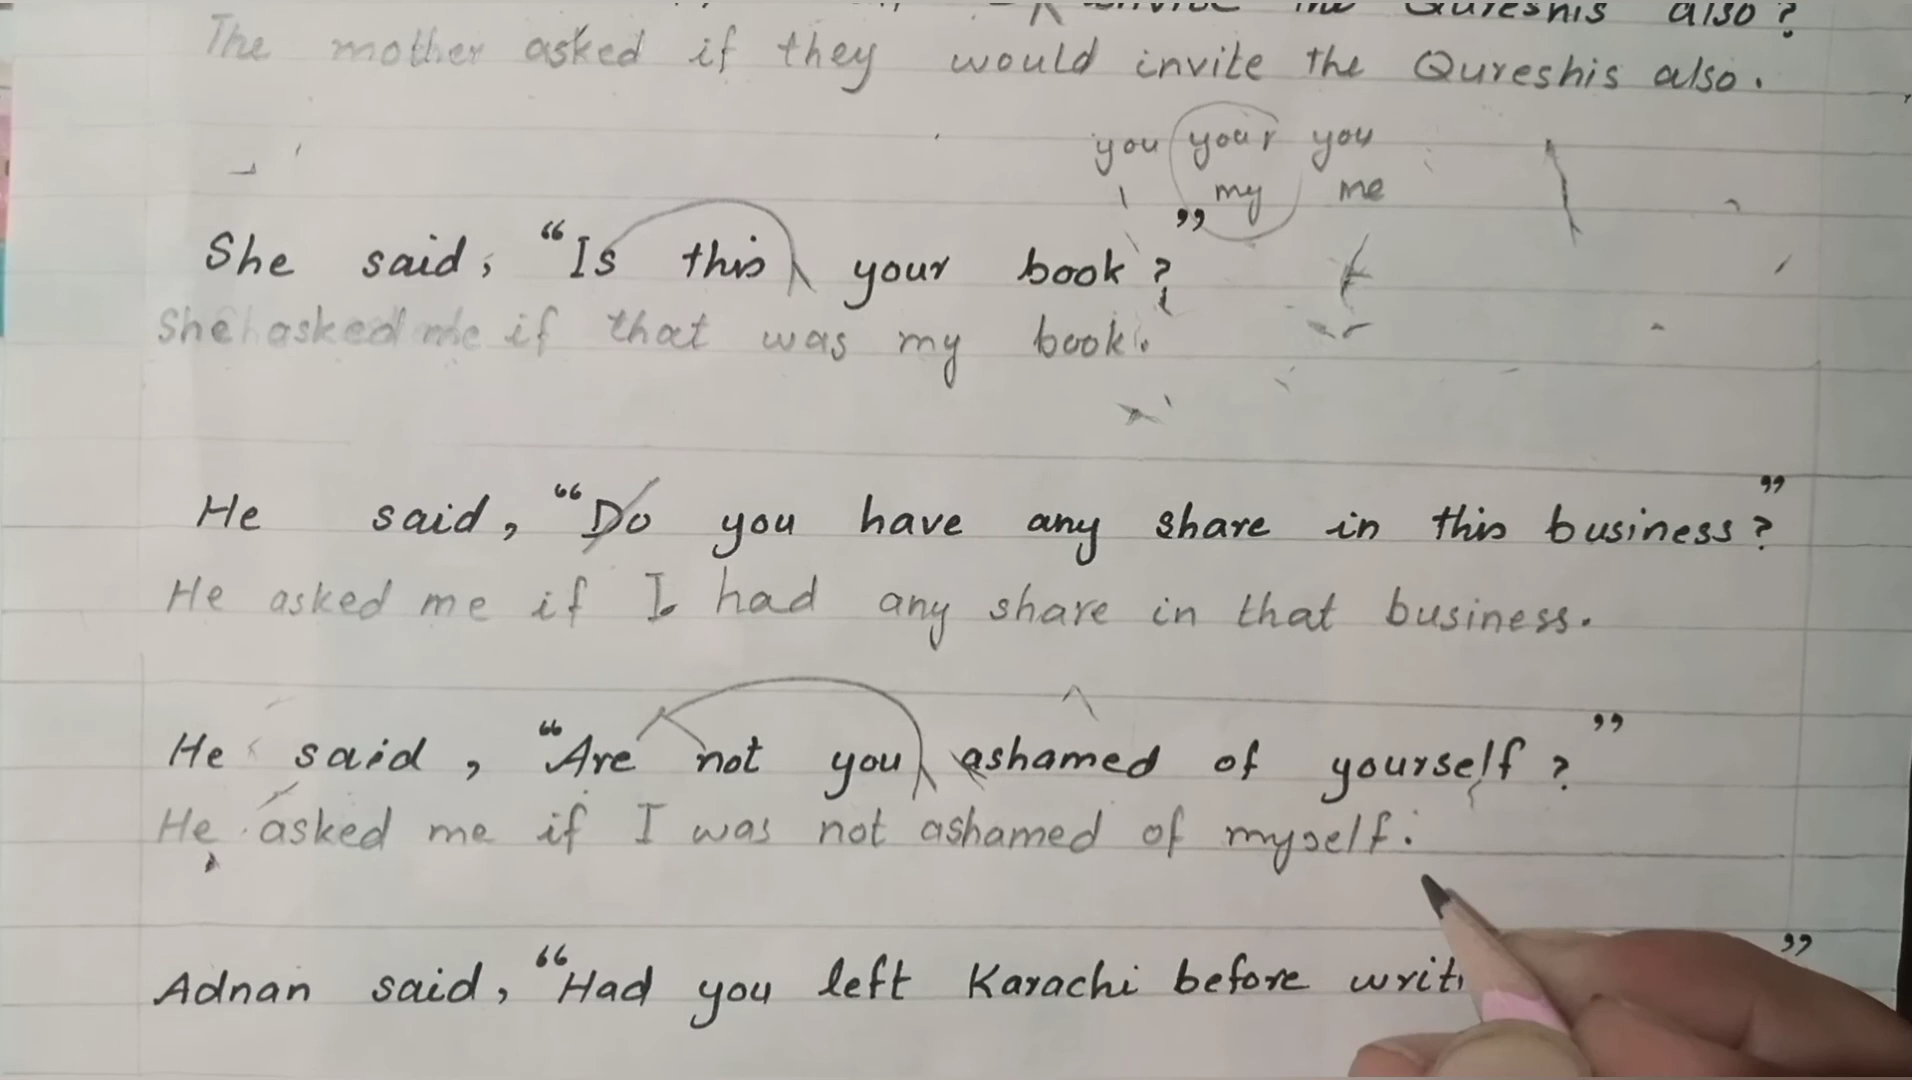 the Qureshis also?
The mother asked if they would invite the Qureshis also.
you your you
my me
She said, “Is this your book?”
She asked me if that was my book.
He said, “Do you have any share in this business?”
He asked me if I had any share in that business.
He said, “Are not you ashamed of yourself?”
He asked me if I was not ashamed of myself.
Adnan said, “Had you left Karachi before ”